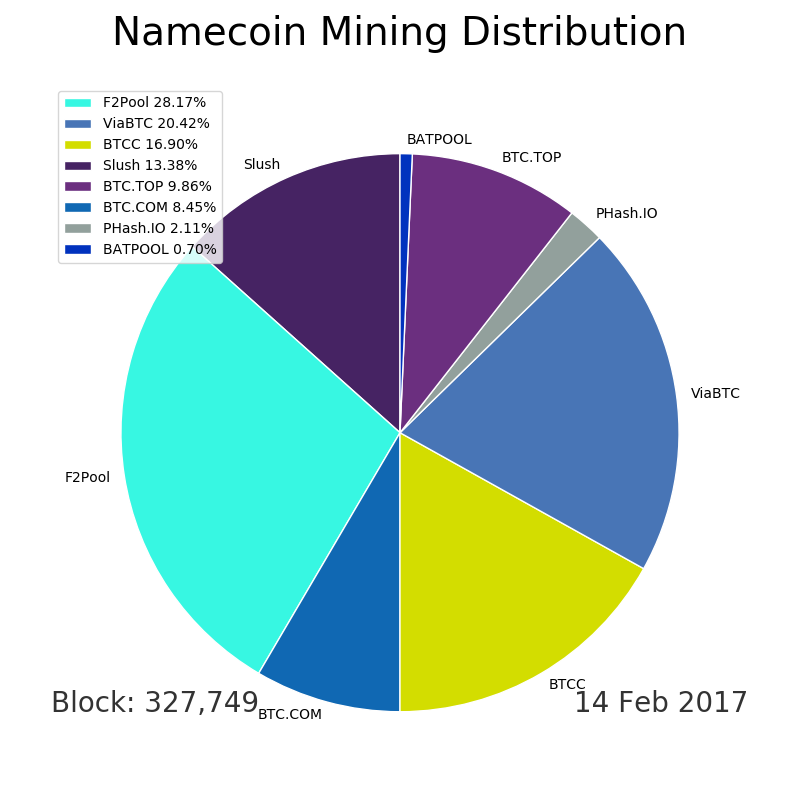 Namecoin Mining Distribution
F2Pool 28.17%
ViaBTC 20.42%
BTCC 16.90%
Slush 13.38%
BTC.TOP 9.86%
BTC.COM 8.45%
PHash.IO 2.11%
BATPOOL 0.70%
BATPOOL
BTC.TOP
Slush
PHash.IO
ViaBTC
F2Pool
BTCC
BTC.COM
Block: 327,749
14 Feb 2017